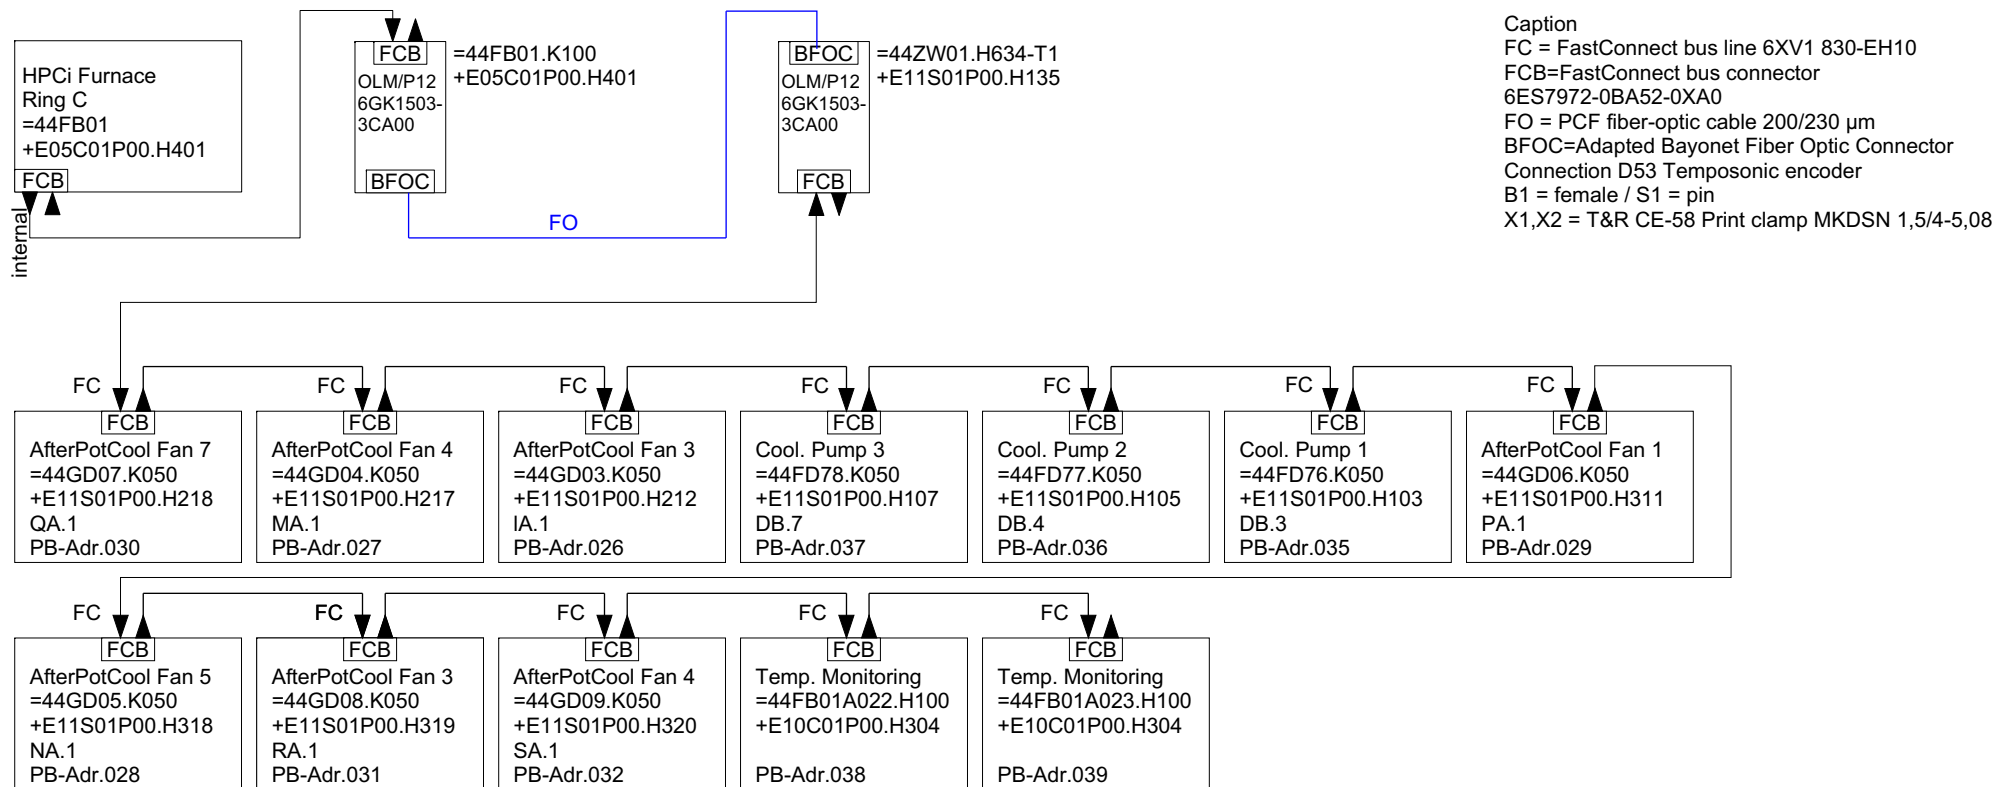 HPCi Furnace
Ring C
=44FB01
+E05C01P00.H401
FCB
internal
FCB
OLM/P12
6GK1503-
3CA00
BFOC
=44FB01.K100
+E05C01P00.H401
FO
BFOC
OLM/P12
6GK1503-
3CA00
FCB
=44ZW01.H634-T1
+E11S01P00.H135
Caption
FC = FastConnect bus line 6XV1 830-EH10
FCB=FastConnect bus connector
6ES7972-0BA52-0XA0
FO = PCF fiber-optic cable 200/230 µm
BFOC=Adapted Bayonet Fiber Optic Connector
Connection D53 Temposonic encoder
B1 = female / S1 = pin
X1,X2 = T&R CE-58 Print clamp MKDSN 1,5/4-5,08
FC
FCB
AfterPotCool Fan 7
=44GD07.K050
+E11S01P00.H218
QA.1
PB-Adr.030
FC
FCB
AfterPotCool Fan 4
=44GD04.K050
+E11S01P00.H217
MA.1
PB-Adr.027
FC
FCB
AfterPotCool Fan 3
=44GD03.K050
+E11S01P00.H212
IA.1
PB-Adr.026
FC
FCB
Cool. Pump 3
=44FD78.K050
+E11S01P00.H107
DB.7
PB-Adr.037
FC
FCB
Cool. Pump 2
=44FD77.K050
+E11S01P00.H105
DB.4
PB-Adr.036
FC
FCB
Cool. Pump 1
=44FD76.K050
+E11S01P00.H103
DB.3
PB-Adr.035
FC
FCB
AfterPotCool Fan 1
=44GD06.K050
+E11S01P00.H311
PA.1
PB-Adr.029
FC
FCB
AfterPotCool Fan 5
=44GD05.K050
+E11S01P00.H318
NA.1
PB-Adr.028
FC
FCB
AfterPotCool Fan 3
=44GD08.K050
+E11S01P00.H319
RA.1
PB-Adr.031
FC
FCB
AfterPotCool Fan 4
=44GD09.K050
+E11S01P00.H320
SA.1
PB-Adr.032
FC
FCB
Temp. Monitoring
=44FB01A022.H100
+E10C01P00.H304
PB-Adr.038
FC
FCB
Temp. Monitoring
=44FB01A023.H100
+E10C01P00.H304
PB-Adr.039